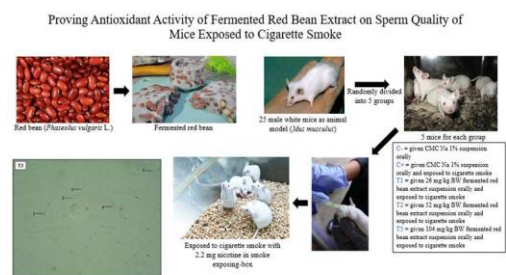 Proving Antioxidant Activity of Fermented Red Bean Extract on Sperm Quality of
Mice Exposed to Cigarette Smoke
Red bean (Phaseolus vulgaris L.)
Fermented red bean
25 male white mice as animal
model (Mus musculus)
Randomly divided
into 5 groups
5 mice for each group
C- = given CMC Na 1% suspension
orally
C+ = given CMC Na 1% suspension
orally and exposed to cigarette smoke
T1 = given 26 mg/kg BW fermented red
bean extract suspension orally and
exposed to cigarette smoke
T2 = given 52 mg/kg BW fermented red
bean extract suspension orally and
exposed to cigarette smoke
T3 = given 104 mg/kg BW fermented red
bean extract suspension orally and
exposed to cigarette smoke
Exposed to cigarette smoke with
2.2 mg nicotine in smoke
exposing-box
T3